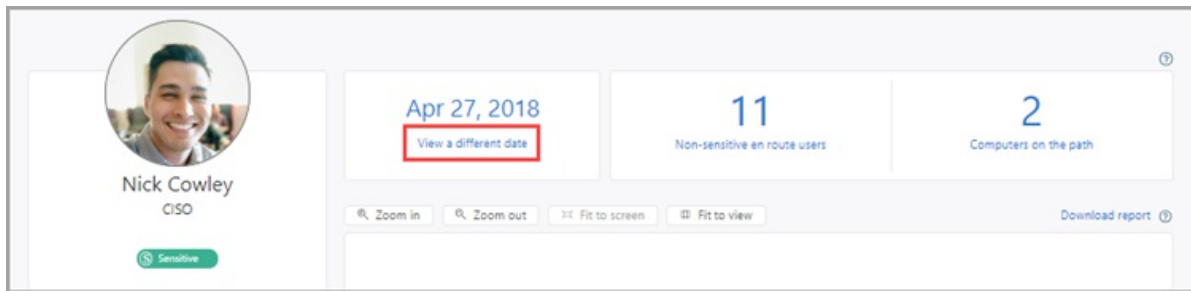 Nick Cowley
CISO
Sensitive
Apr 27, 2018
View a different date
11
Non-sensitive en route users
2
Computers on the path
Zoom in
Zoom out
Fit to screen
Fit to view
Download report